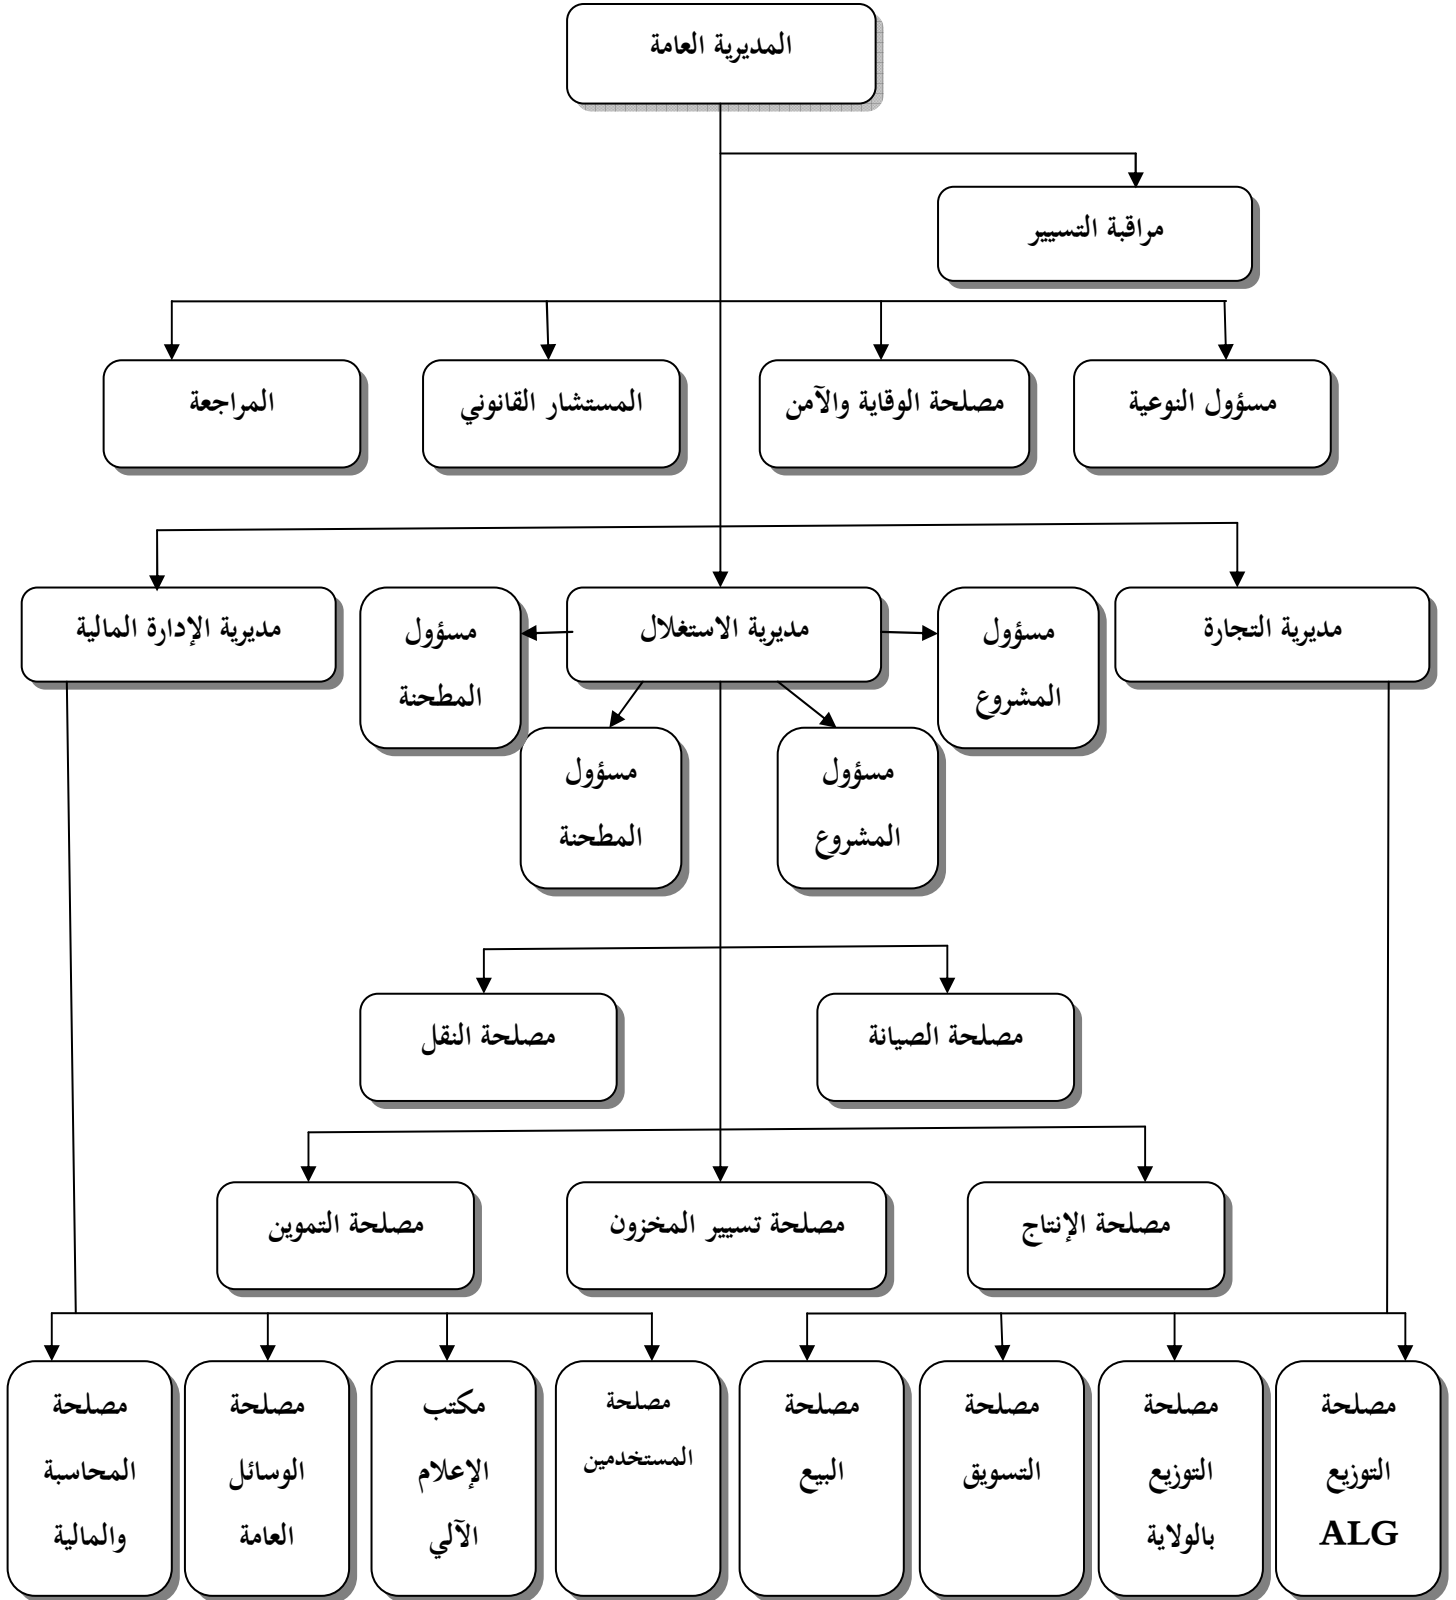 المديرية العامة
مراقبة التسيير
مسؤول النوعية
مصلحة الوقاية والآمن
المستشار القانوني
المراجعة
مديرية التجارة
مسؤول
المشروع
مديرية الاستغلال
مسؤول
المطحنة
مديرية الإدارة المالية
مسؤول
المشروع
مسؤول
المطحنة
مصلحة الصيانة
مصلحة النقل
مصلحة الإنتاج
مصلحة تسيير المخزون
مصلحة التموين
مصلحة
التوزيع
ALG
مصلحة
التوزيع
بالولاية
مصلحة
التسويق
مصلحة
البيع
مصلحة
المستخدمين
مكتب
الإعلام
الآلي
مصلحة
الوسائل
العامة
مصلحة
المحاسبة
والمالية